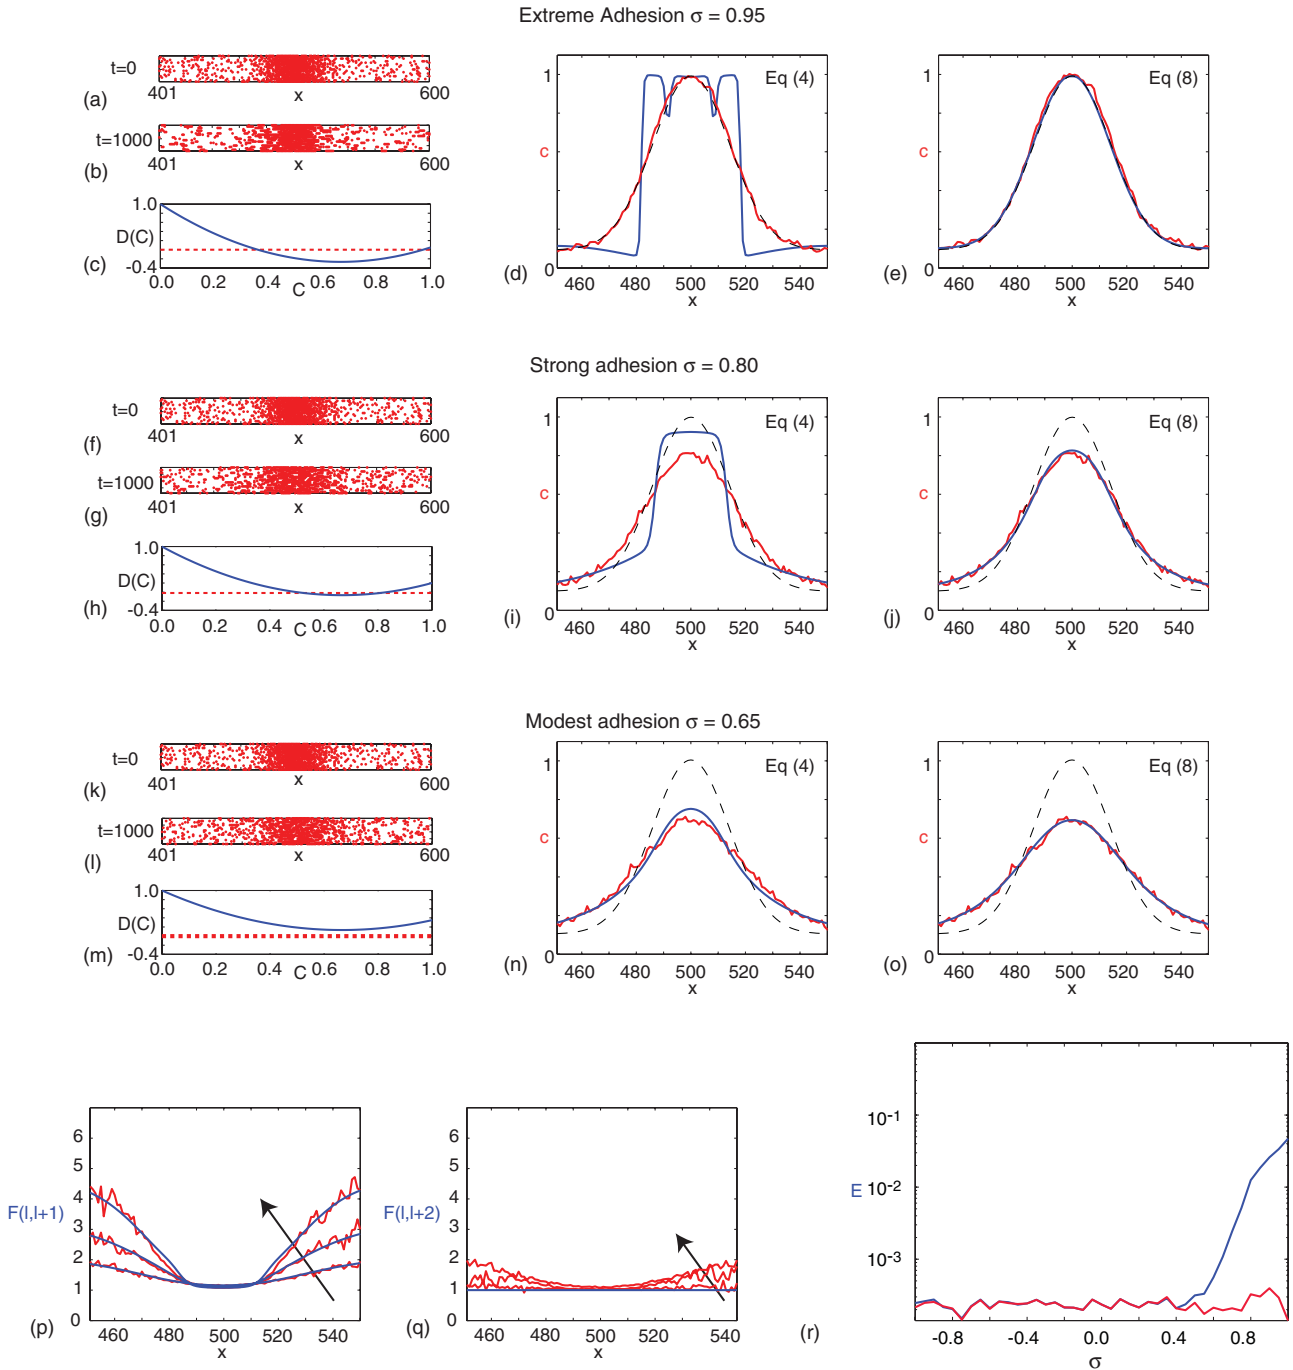 Extreme Adhesion σ = 0.95
t=0
(a)
401
x
600
t=1000
(b)
401
x
600
1.0
D(C)
-0.4
(c)
0.0
0.2
0.4
0.6
0.8
1.0
C
1
Eq (4)
c
0
(d)
460
480
500
520
540
x
1
Eq (8)
c
0
(e)
460
480
500
520
540
x
Strong adhesion σ = 0.80
t=0
(f)
401
x
600
t=1000
(g)
401
x
600
1.0
D(C)
-0.4
(h)
0.0
0.2
0.4
0.6
0.8
1.0
C
1
Eq (4)
c
0
(i)
460
480
500
520
540
x
1
Eq (8)
c
0
(j)
460
480
500
520
540
x
Modest adhesion σ = 0.65
t=0
(k)
401
x
600
t=1000
(l)
401
x
600
1.0
D(C)
-0.4
(m)
0.0
0.2
0.4
0.6
0.8
1.0
C
1
Eq (4)
c
0
(n)
460
480
500
520
540
x
1
Eq (8)
c
0
(o)
460
480
500
520
540
x
6
5
4
F(l,l+1)
3
2
1
0
(p)
460
480
500
520
540
x
6
5
4
F(l,l+2)
3
2
1
0
(q)
460
480
500
520
540
x
10-1
E
10-2
10-3
(r)
-0.8
-0.4
0.0
0.4
0.8
σ